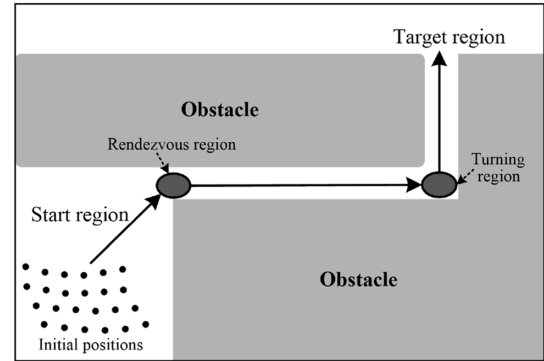 Target region
Obstacle
Rendezvous region
Turning
region
Start region
Obstacle
Initial positions